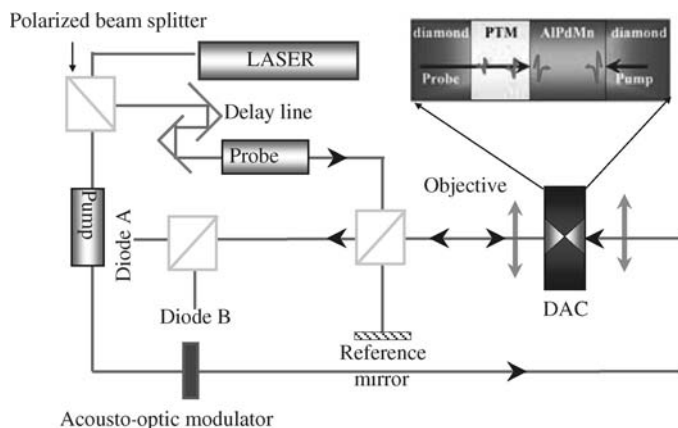 Polarized beam splitter
LASER
diamond
PTM
AlPdMn
diamond
Probe
Pump
Delay line
Probe
Objective
Pump
Diode A
Diode B
DAC
Reference
mirror
Acousto-optic modulator